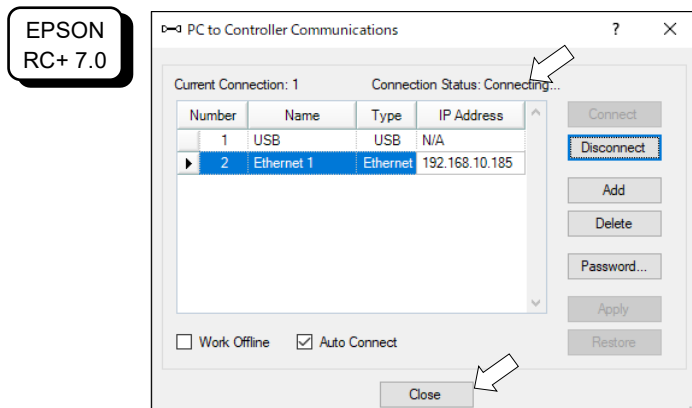 EPSON
RC+ 7.0
PC to Controller Communications
?
Current Connection: 1 Connection Status: Connecting...
Number Name Type IP Address
1 USB USB N/A
2 Ethernet 1 Ethernet 192.168.10.185
Connect
Disconnect
Add
Delete
Password...
Apply
Restore
Work Offline Auto Connect
Close